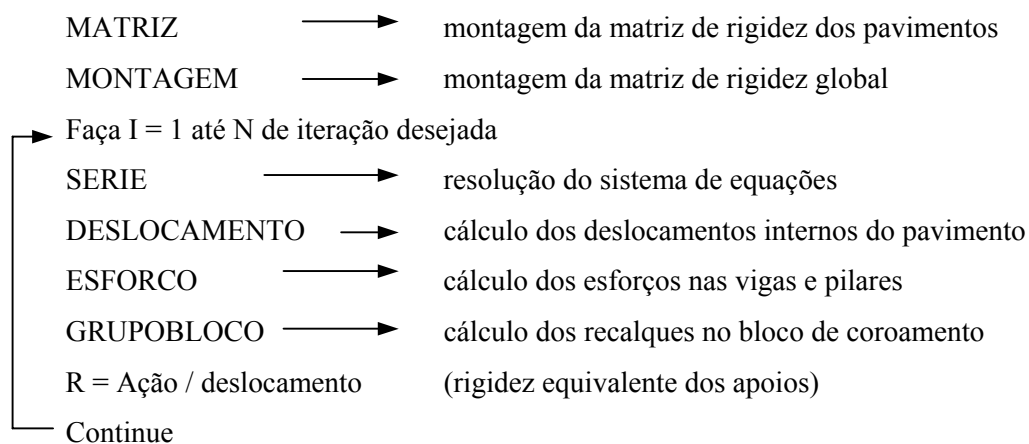 MATRIZ montagem da matriz de rigidez dos pavimentos
MONTAGEM montagem da matriz de rigidez global
Faça I = 1 até N de iteração desejada
SERIE resolução do sistema de equações
DESLOCAMENTO cálculo dos deslocamentos internos do pavimento
ESFORCO cálculo dos esforços nas vigas e pilares
GRUPOBLOCO cálculo dos recalques no bloco de coroamento
R = Ação / deslocamento (rigidez equivalente dos apoios)
Continue